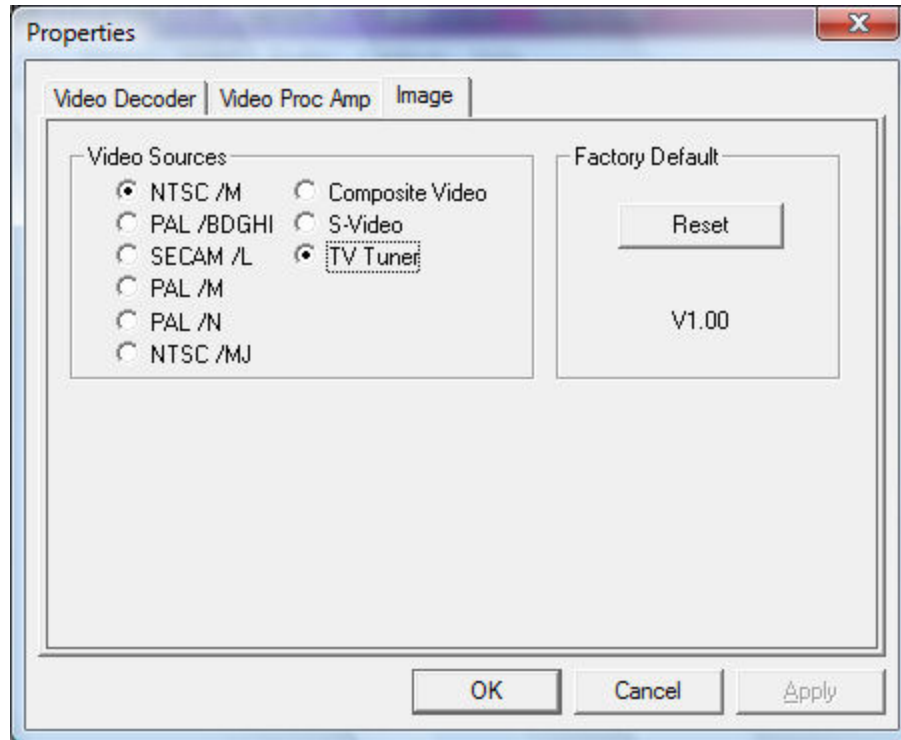 Properties
Video Decoder Video Proc Amp Image
Video Sources
NTSC /M Composite Video
PAL /BDGHI S-Video
SECAM /L TV Tuner
PAL /M
PAL /N
NTSC /MJ
Factory Default
Reset
V1.00
OK Cancel Apply